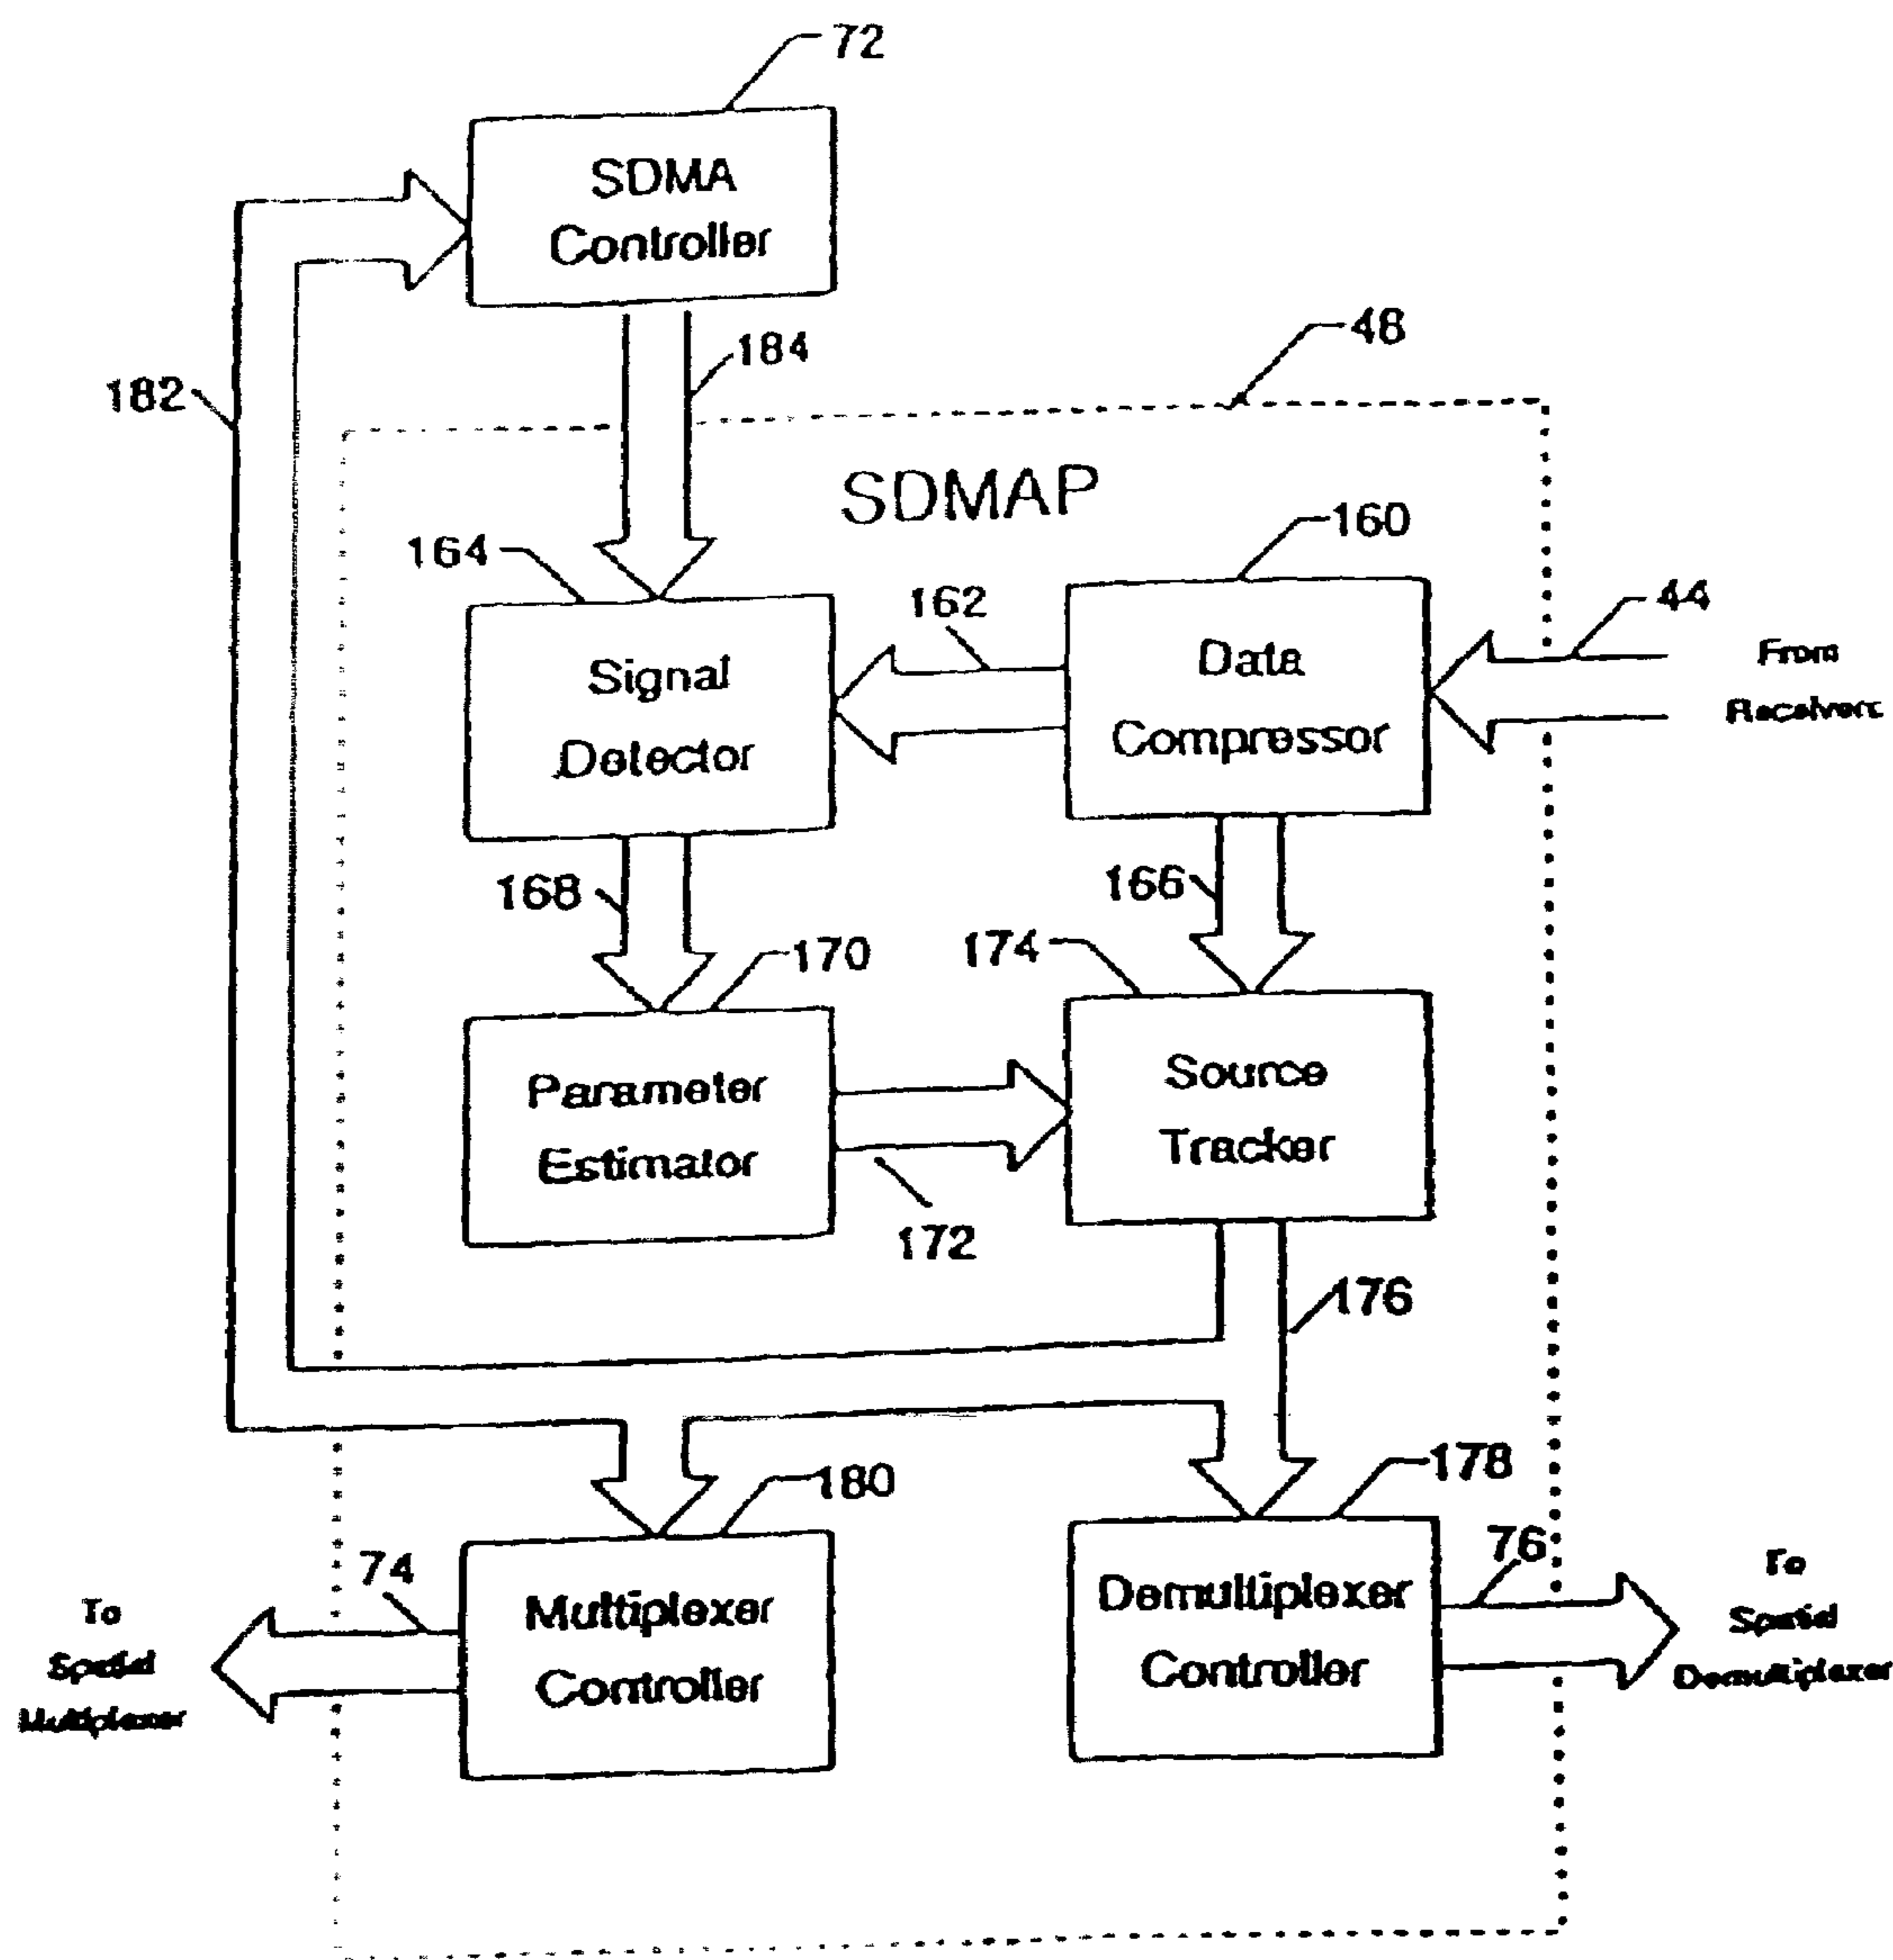 72
SDMA
Controller
182
184
48
SDMAP
164
162
160
44
Signal
Detector
Data
Compressor
From
Receivers
168
166
170
174
Parameter
Estimator
Source
Tracker
172
176
180
178
74
76
To
Spatial
Multiplexer
Multiplexer
Controller
Demultiplexer
Controller
To
Spatial
Demultiplexer